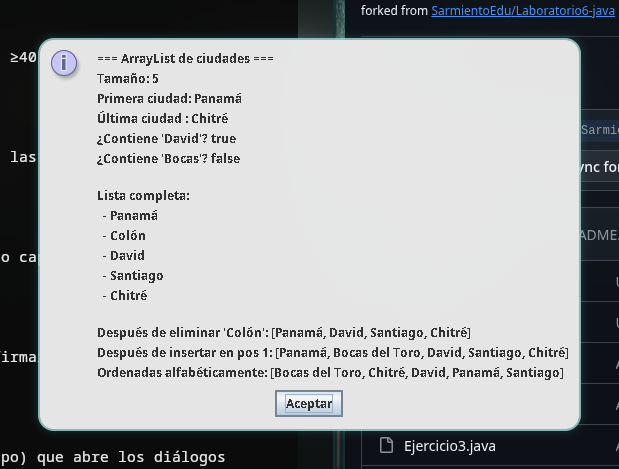 forked from SarmientoEdu/Laboratorio6-java
≥40
=== ArrayList de ciudades ===
Tamaño: 5
Primera ciudad: Panamá
Última ciudad : Chitré
¿Contiene 'David'? true
¿Contiene 'Bocas'? false
las
Lista completa:
- Panamá
- Colón
- David
- Santiago
- Chitré
Después de eliminar 'Colón': [Panamá, David, Santiago, Chitré]
Después de insertar en pos 1: [Panamá, Bocas del Toro, David, Santiago, Chitré]
Ordenadas alfabéticamente: [Bocas del Toro, Chitré, David, Panamá, Santiago]
Aceptar
Ejercicio3.java
po) que abre los diálogos